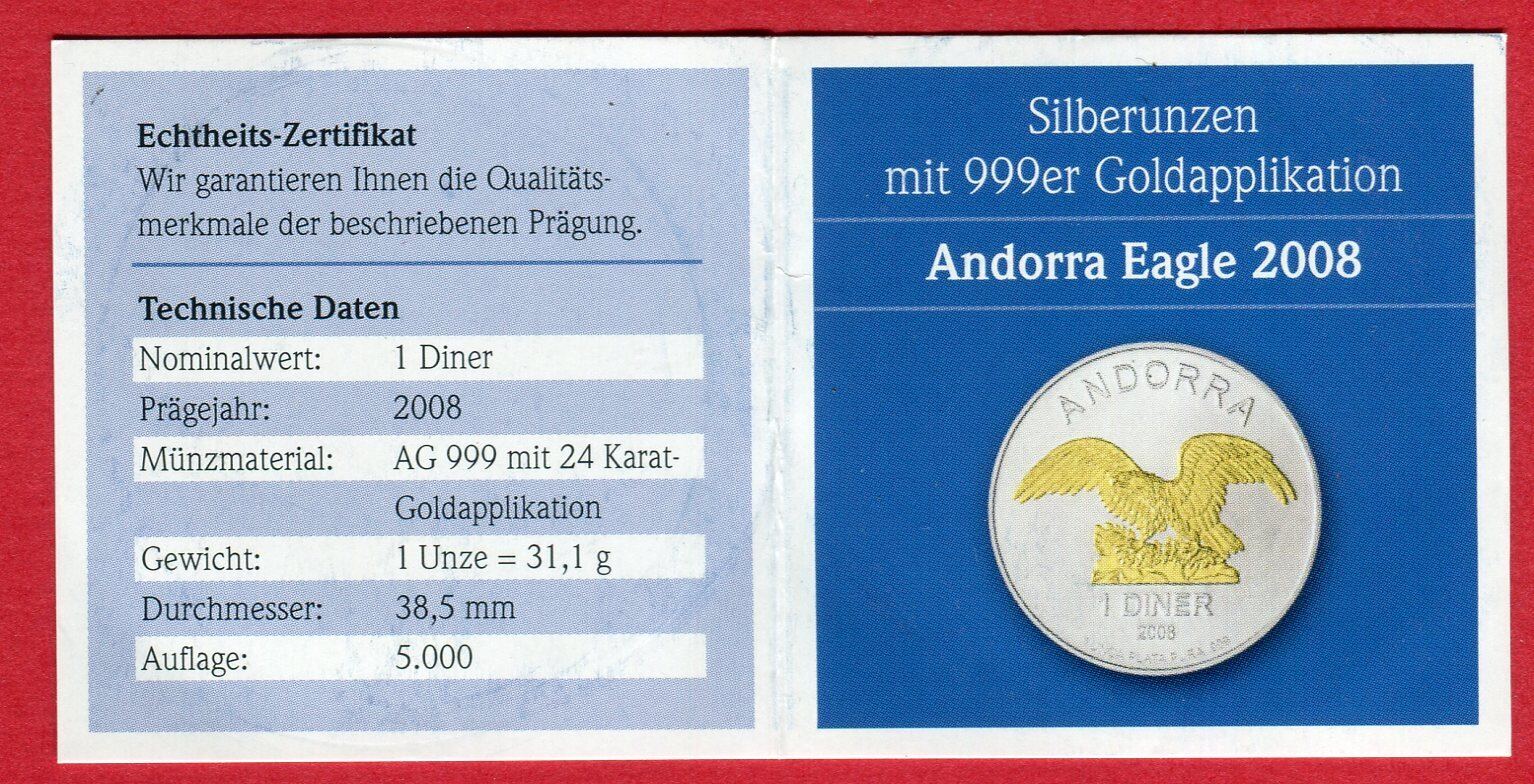 Echtheits-Zertifikat
Wir garantieren Ihnen die Qualitäts-
merkmale der beschriebenen Prägung.
Technische Daten
Nominalwert: 1 Diner
Prägejahr: 2008
Münzmaterial: AG 999 mit 24 Karat-
Goldapplikation
Gewicht: 1 Unze = 31,1 g
Durchmesser: 38,5 mm
Auflage: 5.000
Silberunzen
mit 999er Goldapplikation
Andorra Eagle 2008
ANDORRA
1 DINER
2008
PLATA